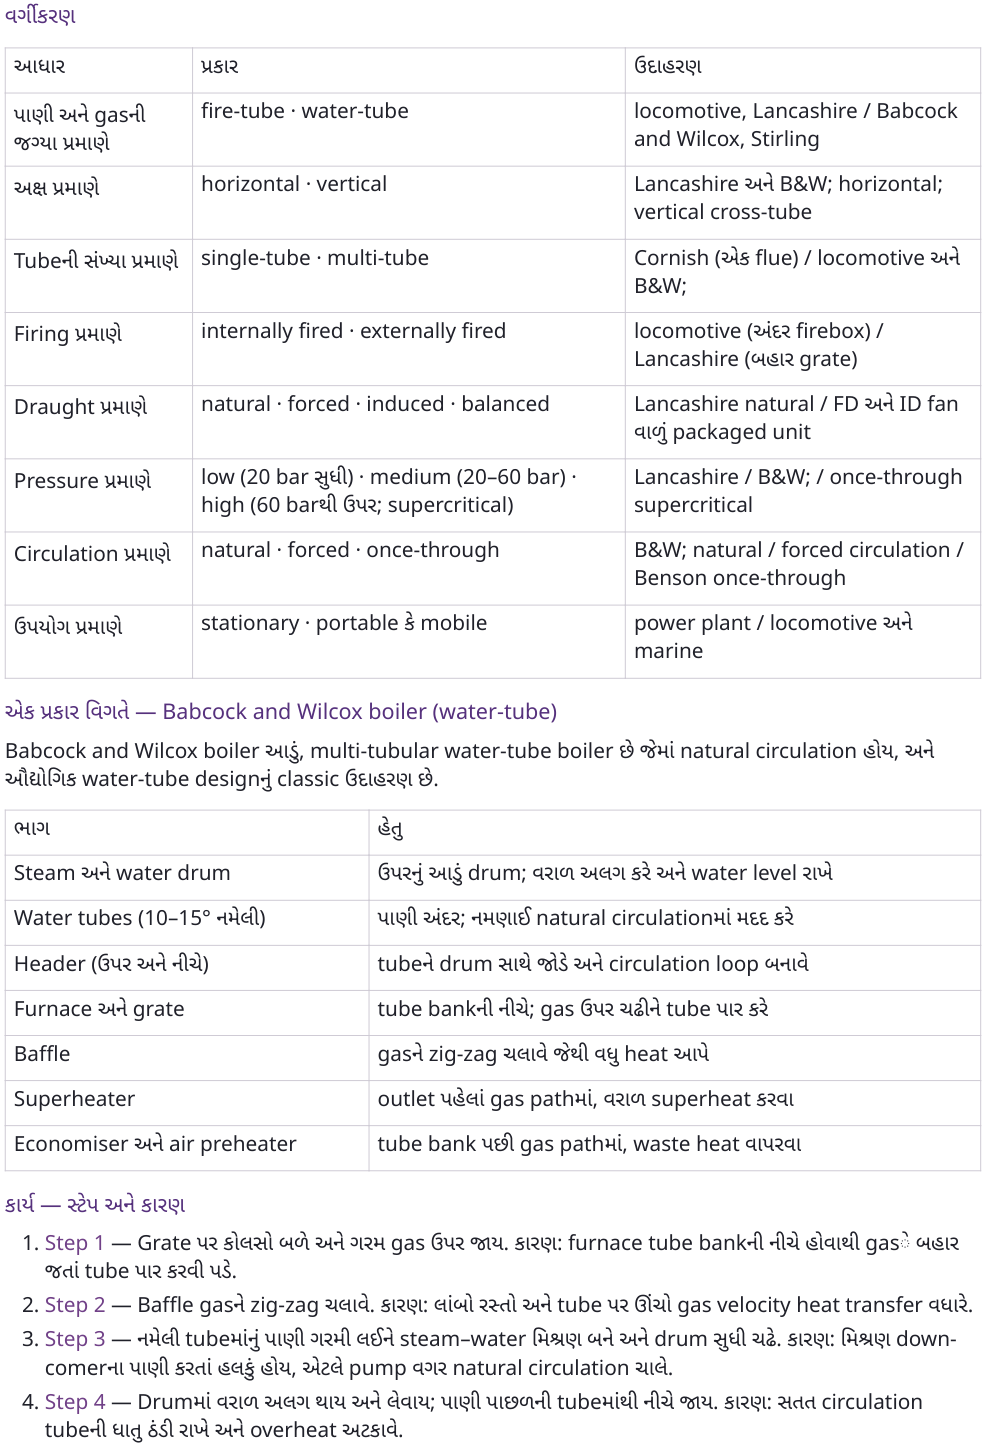 વર્ગીકરણ
આધાર પ્રકાર ઉદાહરણ
પાણી અને gasની જગ્યા પ્રમાણે fire-tube · water-tube locomotive, Lancashire / Babcock and Wilcox, Stirling
અક્ષ પ્રમાણે horizontal · vertical Lancashire અને B&W; horizontal; vertical cross-tube
Tubeની સંખ્યા પ્રમાણે single-tube · multi-tube Cornish (એક flue) / locomotive અને B&W;
Firing પ્રમાણે internally fired · externally fired locomotive (અંદર firebox) / Lancashire (બહાર grate)
Draught પ્રમાણે natural · forced · induced · balanced Lancashire natural / FD અને ID fan વાળું packaged unit
Pressure પ્રમાણે low (20 bar સુધી) · medium (20–60 bar) · high (60 barથી ઉપર; supercritical) Lancashire / B&W; / once-through supercritical
Circulation પ્રમાણે natural · forced · once-through B&W; natural / forced circulation / Benson once-through
ઉપયોગ પ્રમાણે stationary · portable કે mobile power plant / locomotive અને marine
એક પ્રકાર વિગતે — Babcock and Wilcox boiler (water-tube)
Babcock and Wilcox boiler આડું, multi-tubular water-tube boiler છે જેમાં natural circulation હોય, અને
ઔદ્યોગિક water-tube designનું classic ઉદાહરણ છે.
ભાગ હેતુ
Steam અને water drum ઉપરનું આડું drum; વરાળ અલગ કરે અને water level રાખે
Water tubes (10–15° નમેલી) પાણી અંદર; નમણાઈ natural circulationમાં મદદ કરે
Header (ઉપર અને નીચે) tubeને drum સાથે જોડે અને circulation loop બનાવે
Furnace અને grate tube bankની નીચે; gas ઉપર ચઢીને tube પાર કરે
Baffle gasને zig-zag ચલાવે જેથી વધુ heat આપે
Superheater outlet પહેલાં gas pathમાં, વરાળ superheat કરવા
Economiser અને air preheater tube bank પછી gas pathમાં, waste heat વાપરવા
કાર્ય — સ્ટેપ અને કારણ
1. Step 1 — Grate પર કોલસો બળે અને ગરમ gas ઉપર જાય. કારણ: furnace tube bankની નીચે હોવાથી gasે બહાર
જતાં tube પાર કરવી પડે.
2. Step 2 — Baffle gasને zig-zag ચલાવે. કારણ: લાંબો રસ્તો અને tube પર ઊંચો gas velocity heat transfer વધારે.
3. Step 3 — નમેલી tubeમાંનું પાણી ગરમી લઈને steam–water મિશ્રણ બને અને drum સુધી ચઢે. કારણ: મિશ્રણ down-
comerના પાણી કરતાં હલકું હોય, એટલે pump વગર natural circulation ચાલે.
4. Step 4 — Drumમાં વરાળ અલગ થાય અને લેવાય; પાણી પાછળની tubeમાંથી નીચે જાય. કારણ: સતત circulation
tubeની ધાતુ ઠંડી રાખે અને overheat અટકાવે.